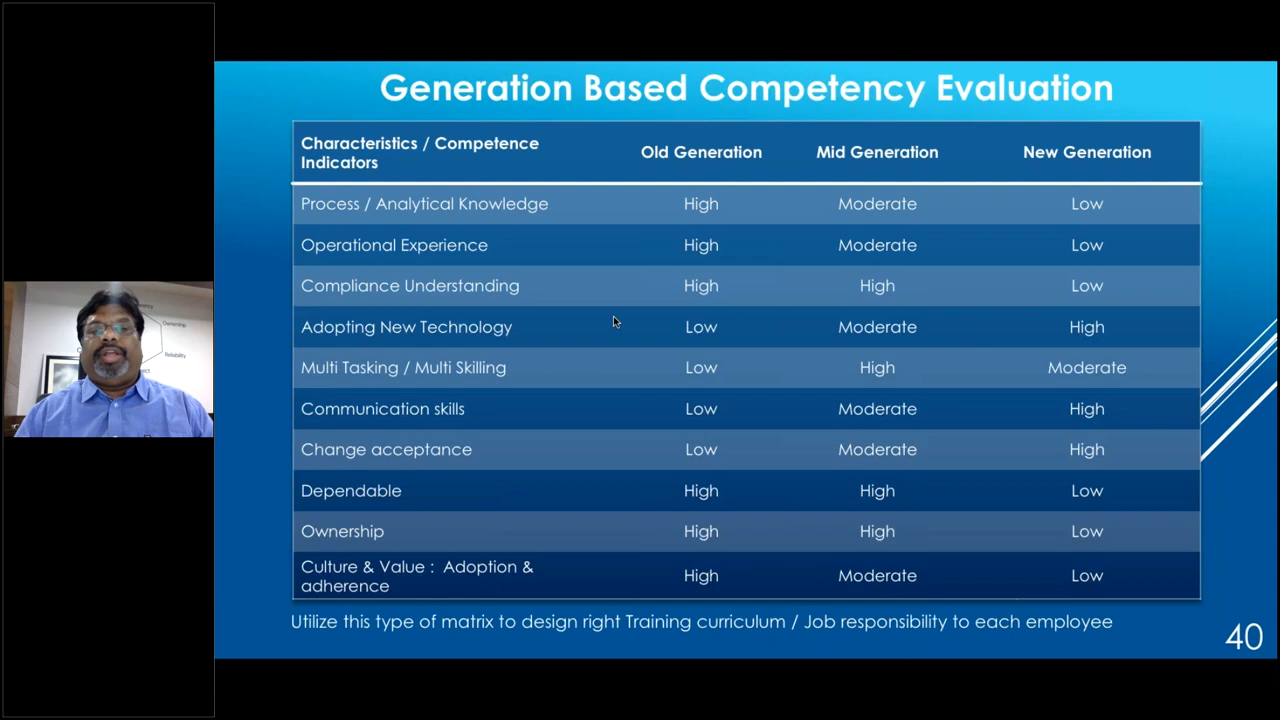 Generation Based Competency Evaluation
Characteristics / Competence
Indicators
Old Generation
Mid Generation
New Generation
Process / Analytical Knowledge
High
Moderate
Low
Operational Experience
High
Moderate
Low
Compliance Understanding
High
High
Low
Adopting New Technology
Low
Moderate
High
Multi Tasking / Multi Skilling
Low
High
Moderate
Communication skills
Low
Moderate
High
Change acceptance
Low
Moderate
High
Dependable
High
High
Low
Ownership
High
High
Low
Culture & Value : Adoption &
adherence
High
Moderate
Low
Utilize this type of matrix to design right Training curriculum / Job responsibility to each employee
40
Ownership
Reliability